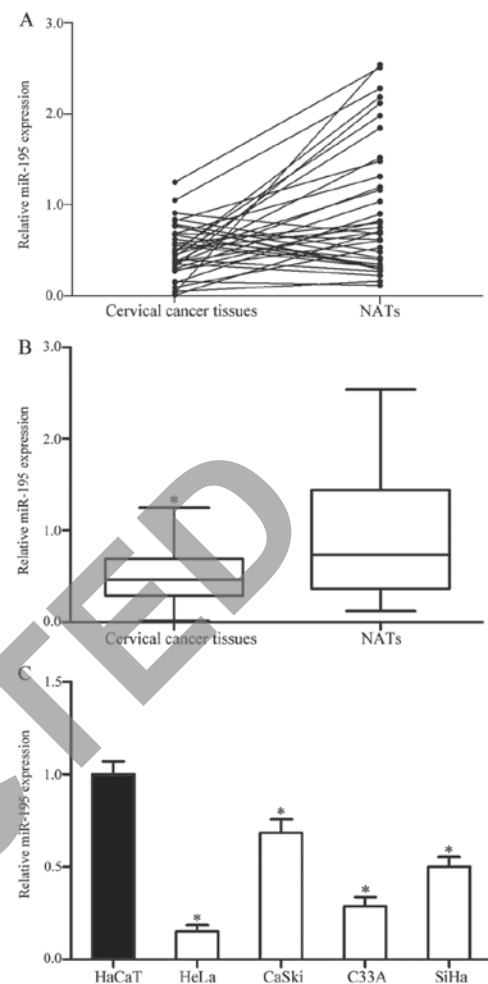 A
3.0
2.0
1.0
0.0
Relative miR-195 expression
Cervical cancer tissues
NATs
B
3.0
2.0
1.0
0.0
Relative miR-195 expression
*
Cervical cancer tissues
NATs
C
1.5
1.0
0.5
0.0
Relative miR-195 expression
*
*
*
*
HaCaT
HeLa
CaSki
C33A
SiHa
CTED